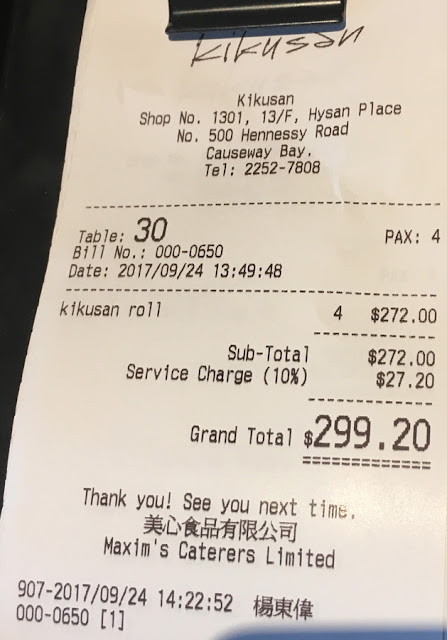 kikusan
Kikusan
Shop No. 1301, 13/F, Hysan Place
No. 500 Hennessy Road
Causeway Bay.
Tel: 2252-7808
Table: 30 PAX: 4
Bill No.: 000-0650
Date: 2017/09/24 13:49:48
kikusan roll 4 $272.00
Sub-Total $272.00
Service Charge (10%) $27.20
Grand Total $299.20
Thank you! See you next time.
美心食品有限公司
Maxim's Caterers Limited
907-2017/09/24 14:22:52 楊東偉
000-0650 [1]